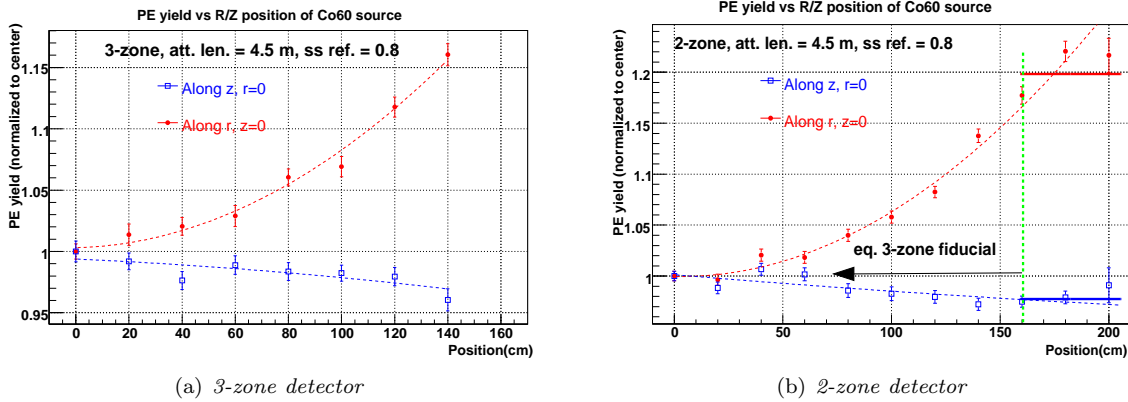 PE yield vs R/Z position of Co60 source
PE yield (normalized to center)
3-zone, att. len. = 4.5 m, ss ref. = 0.8
Along z, r=0
Along r, z=0
1.15
1.1
1.05
1
0.95
0 20 40 60 80 100 120 140 160
Position(cm)
(a) 3-zone detector
PE yield vs R/Z position of Co60 source
PE yield (normalized to center)
2-zone, att. len. = 4.5 m, ss ref. = 0.8
Along z, r=0
Along r, z=0
eq. 3-zone fiducial
1.2
1.15
1.1
1.05
1.00
0.95
0 50 100 150 200
Position(cm)
(b) 2-zone detector